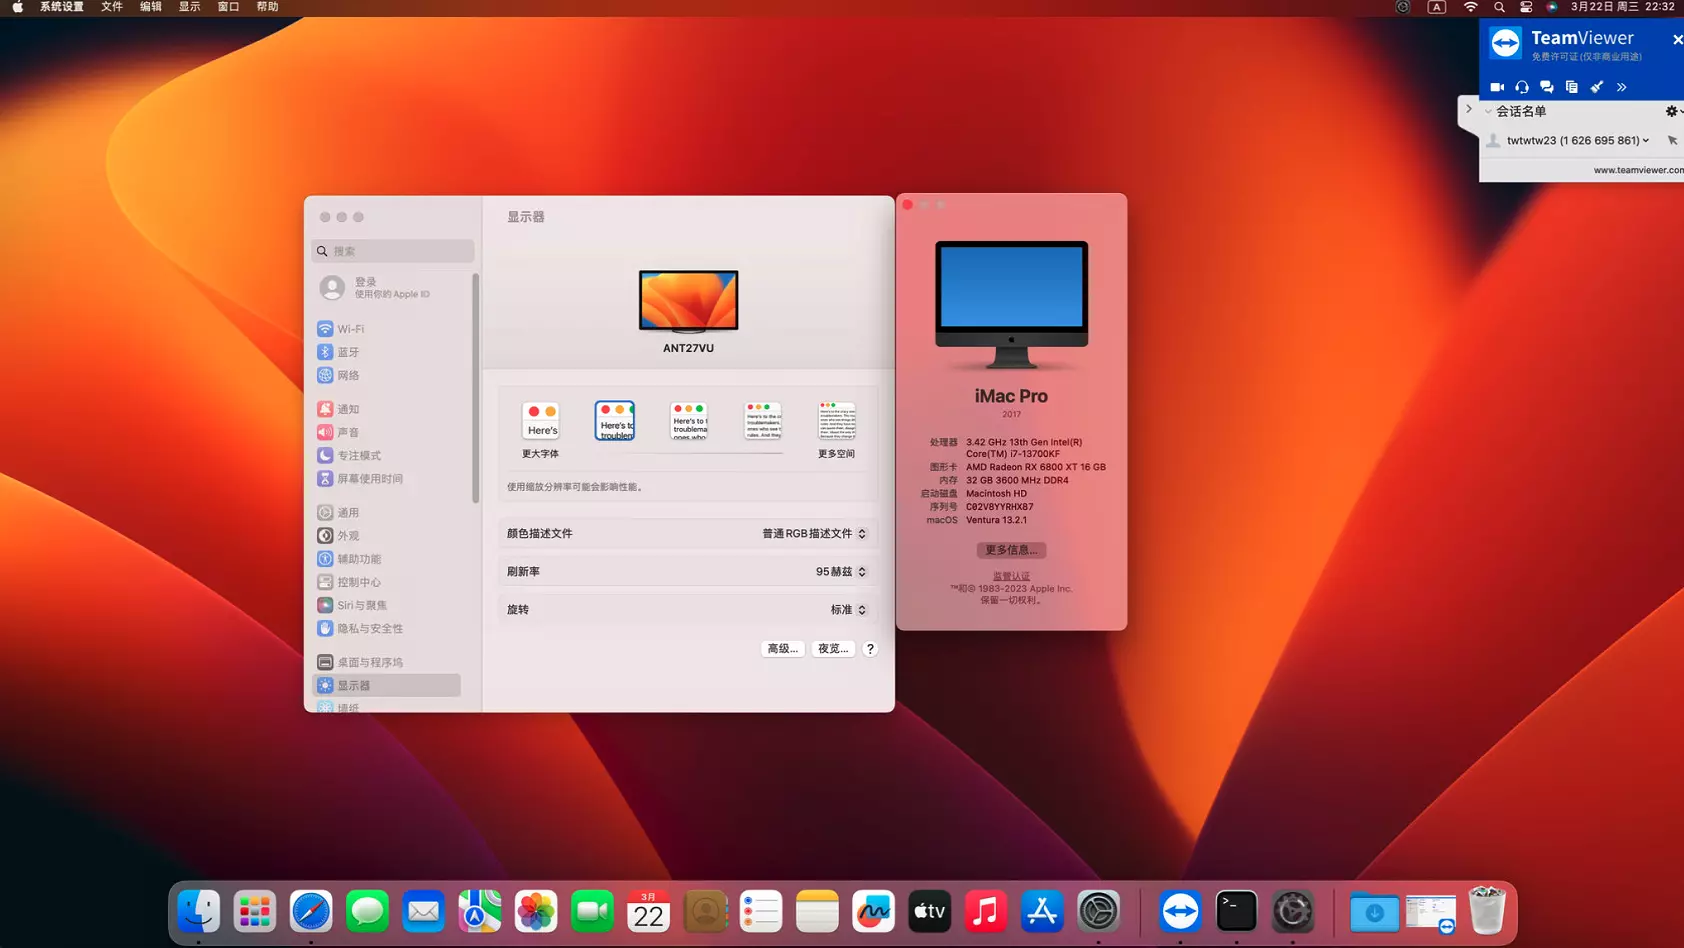 系统设置 文件 编辑 显示 窗口 帮助
A
3月22日 周三 22:32
TeamViewer
免费许可证(仅非商业用途)
会话名单
twtwtw23 (1 626 695 861)
www.teamviewer.com
搜索
登录
使用你的 Apple ID
Wi-Fi
蓝牙
网络
通知
声音
专注模式
屏幕使用时间
通用
外观
辅助功能
控制中心
Siri与聚焦
隐私与安全性
桌面与程序坞
显示器
墙纸
显示器
ANT27VU
Here's
Here's to
troublem
Here's to t
troublema
ones who
更大字体
更多空间
使用缩放分辨率可能会影响性能。
颜色描述文件 普通RGB描述文件
刷新率 95赫兹
旋转 标准
高级... 夜览... ?
iMac Pro
2017
处理器 3.42 GHz 13th Gen Intel(R)
Core(TM) i7-13700KF
图形卡 AMD Radeon RX 6800 XT 16 GB
内存 32 GB 3600 MHz DDR4
启动磁盘 Macintosh HD
序列号 C02V8YYRHX87
macOS Ventura 13.2.1
更多信息...
监管认证
™和© 1983-2023 Apple Inc.
保留一切权利。
3月
22
tv